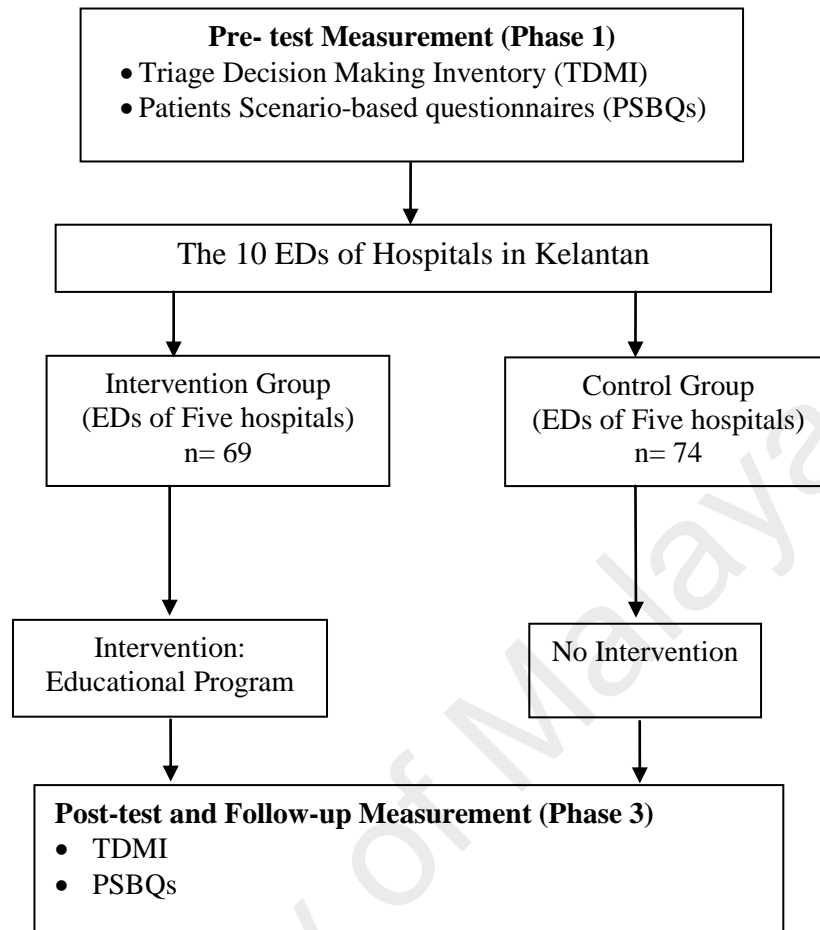 Pre- test Measurement (Phase 1)
• Triage Decision Making Inventory (TDMI)
• Patients Scenario-based questionnaires (PSBQs)
The 10 EDs of Hospitals in Kelantan
Intervention Group
(EDs of Five hospitals)
n= 69
Control Group
(EDs of Five hospitals)
n= 74
Intervention:
Educational Program
No Intervention
Post-test and Follow-up Measurement (Phase 3)
• TDMI
• PSBQs
of Malaya